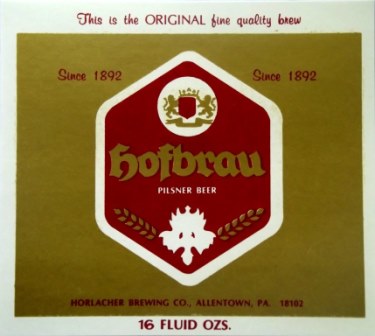 This is the ORIGINAL fine quality brew
Since 1892 Since 1892
Hofbrau
PILSNER BEER
HORLACHER BREWING CO., ALLENTOWN, PA. 18102
16 FLUID OZS.